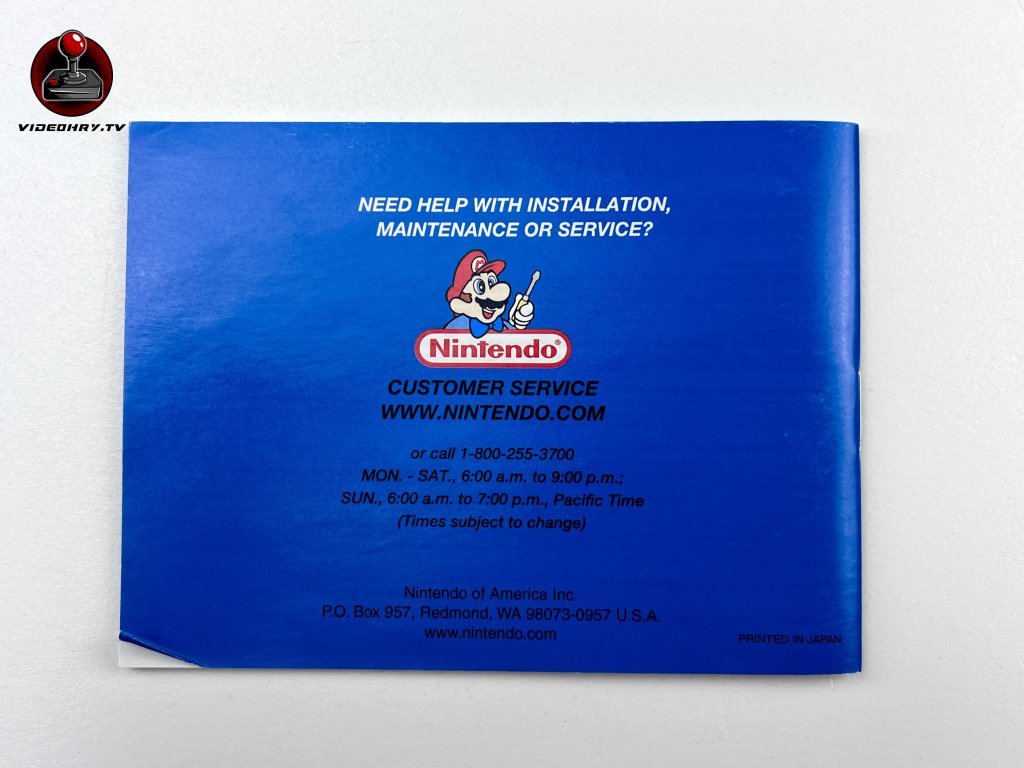 VIDEOHRY.TV
NEED HELP WITH INSTALLATION,
MAINTENANCE OR SERVICE?
M
Nintendo®
CUSTOMER SERVICE
WWW.NINTENDO.COM
or call 1-800-255-3700
MON. - SAT., 6:00 a.m. to 9:00 p.m.;
SUN., 6:00 a.m. to 7:00 p.m., Pacific Time
(Times subject to change)
Nintendo of America Inc.
P.O. Box 957, Redmond, WA 98073-0957 U.S.A.
www.nintendo.com
PRINTED IN JAPAN